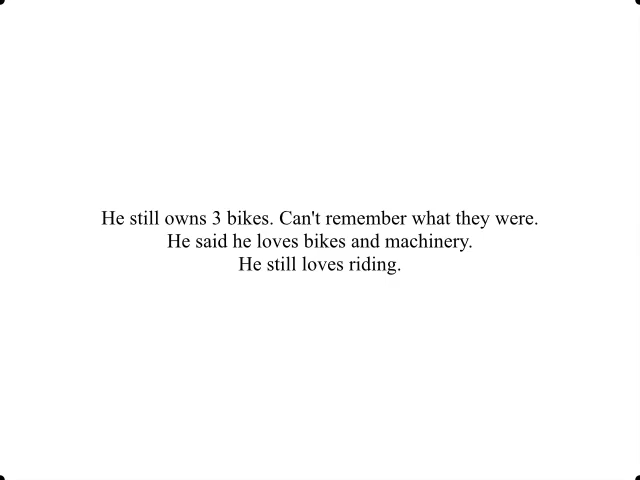 He still owns 3 bikes. Can't remember what they were.
He said he loves bikes and machinery.
He still loves riding.